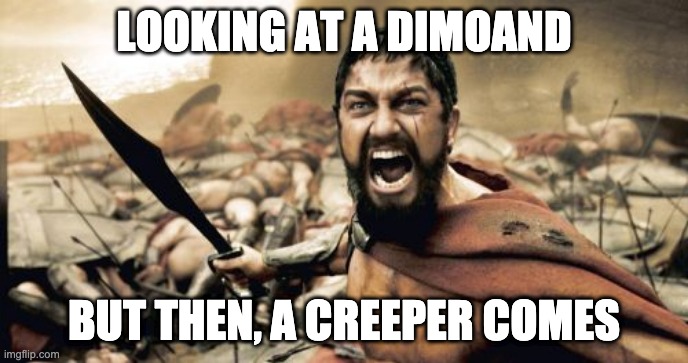 LOOKING AT A DIMOAND
BUT THEN, A CREEPER COMES
imgflip.com